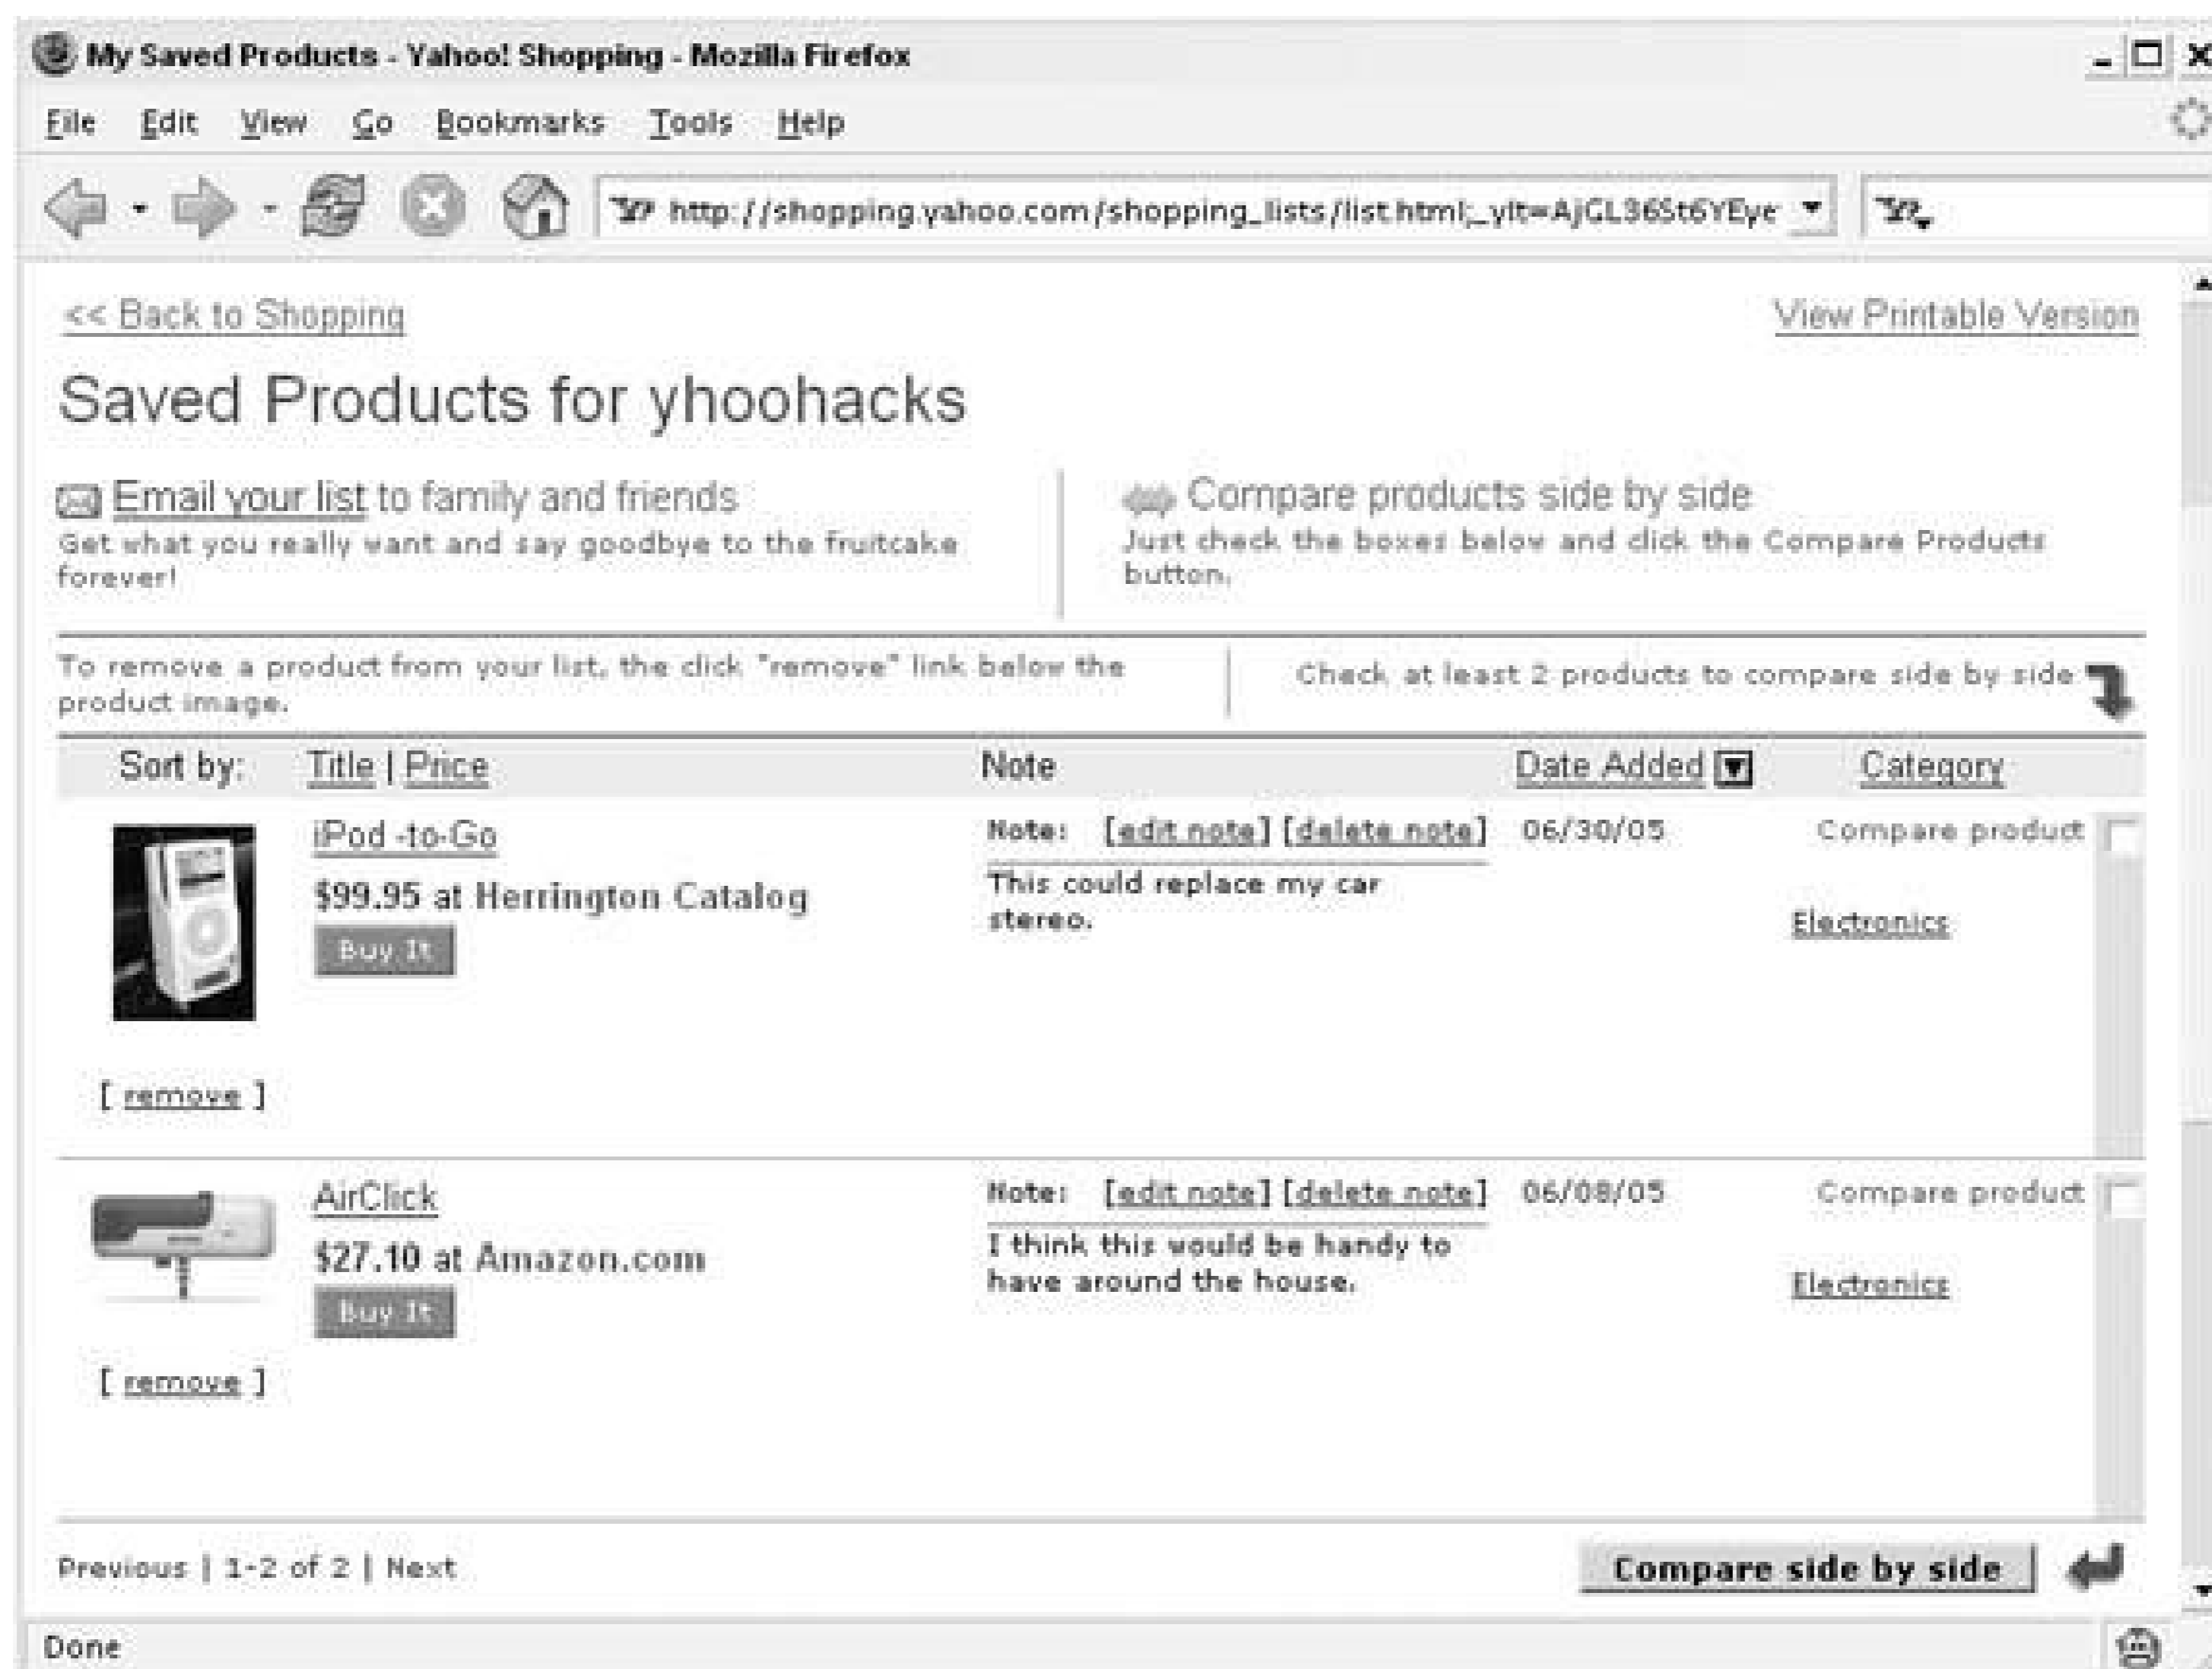 My Saved Products - Yahoo! Shopping - Mozilla Firefox
File Edit View Go Bookmarks Tools Help
http://shopping.yahoo.com/shopping_lists/list.html;_ylt=AjGL36St6YEye
<< Back to Shopping View Printable Version
Saved Products for yhoohacks
Email your list to family and friends
Get what you really want and say goodbye to the fruitcake
forever!
Compare products side by side
Just check the boxes below and click the Compare Products
button.
To remove a product from your list, the click "remove" link below the
product image.
Check at least 2 products to compare side by side
Sort by: Title | Price Note Date Added Category
iPod -to-Go
$99.95 at Herrington Catalog
Buy It
[ remove ]
Note: [edit note] [delete note]
This could replace my car
stereo.
06/30/05
Compare product
Electronics
AirClick
$27.10 at Amazon.com
Buy It
[ remove ]
Note: [edit note] [delete note]
I think this would be handy to
have around the house.
06/08/05
Compare product
Electronics
Previous | 1-2 of 2 | Next
Compare side by side
Done